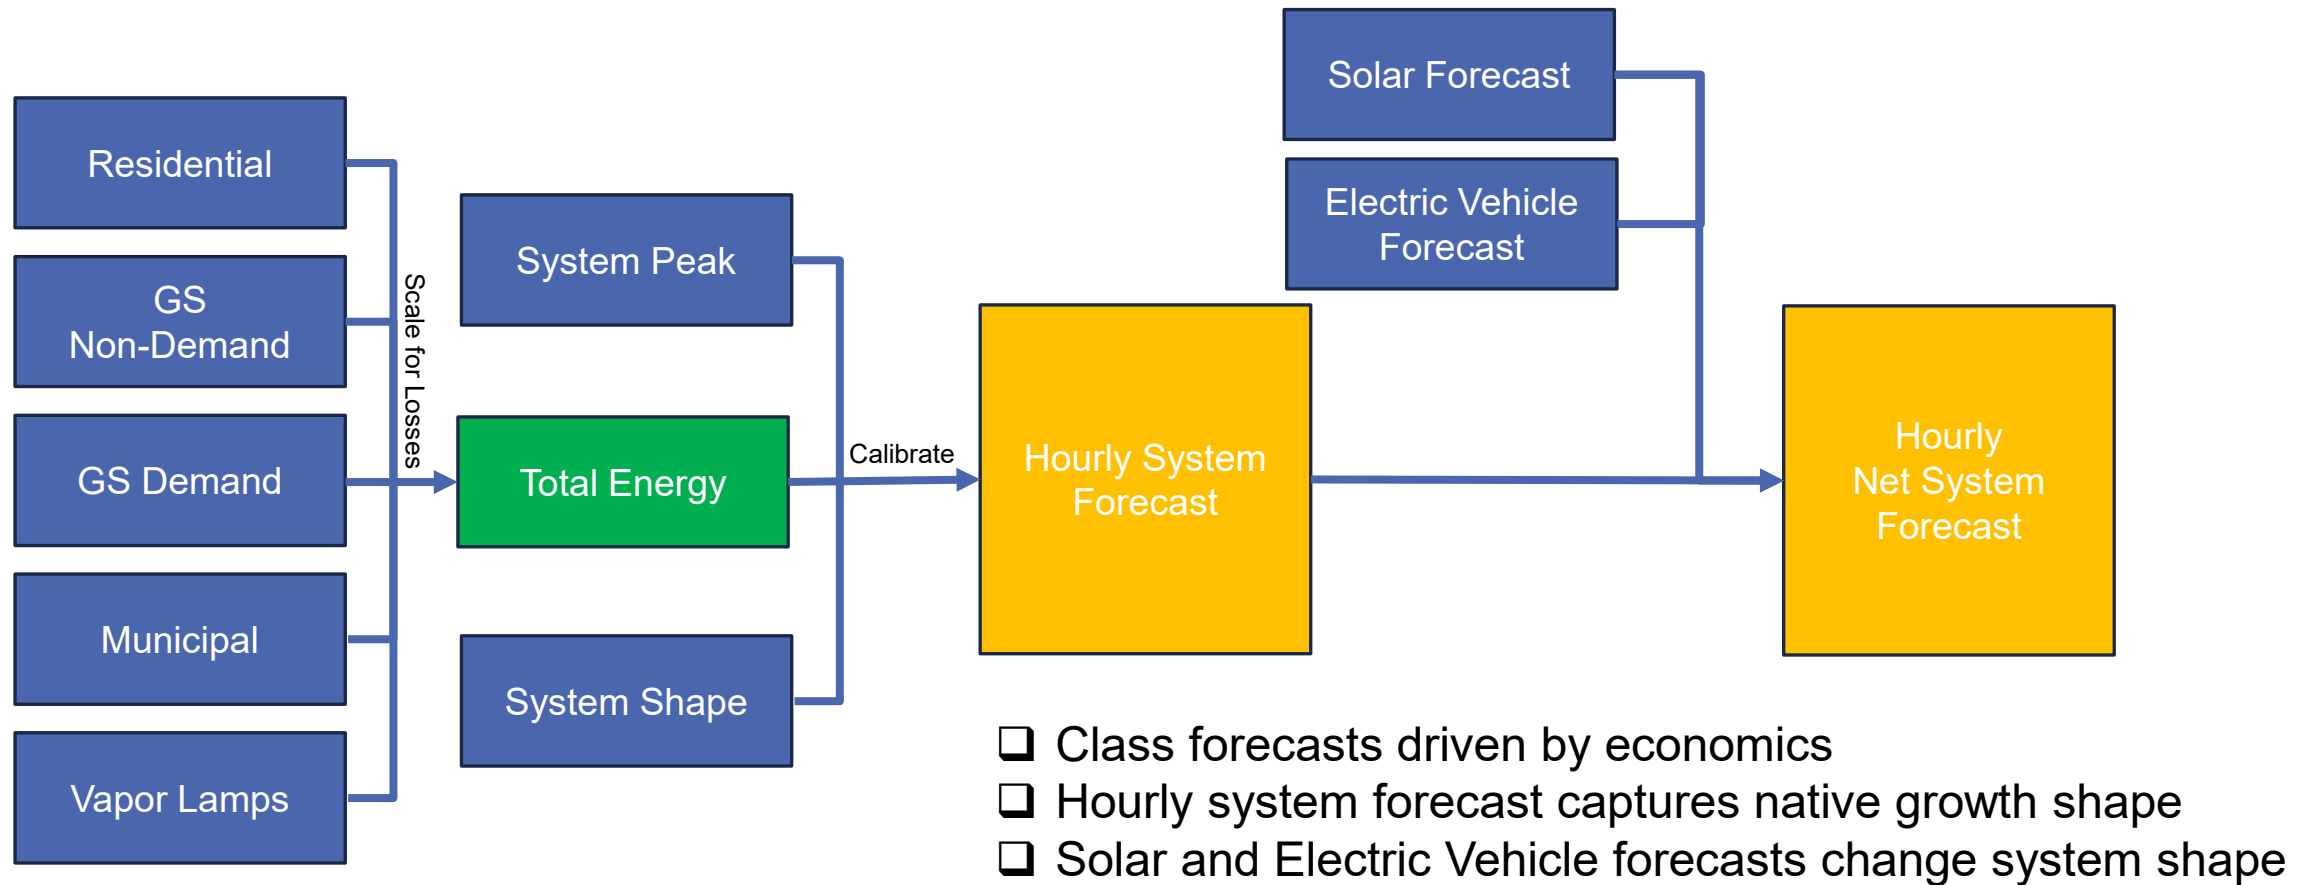 Solar Forecast
Residential
Electric Vehicle
Forecast
System Peak
GS
Non-Demand
Scale for Losses
GS Demand
Total Energy
Calibrate
Hourly System
Forecast
Hourly
Net System
Forecast
Municipal
System Shape
Vapor Lamps
❑ Class forecasts driven by economics
❑ Hourly system forecast captures native growth shape
❑ Solar and Electric Vehicle forecasts change system shape